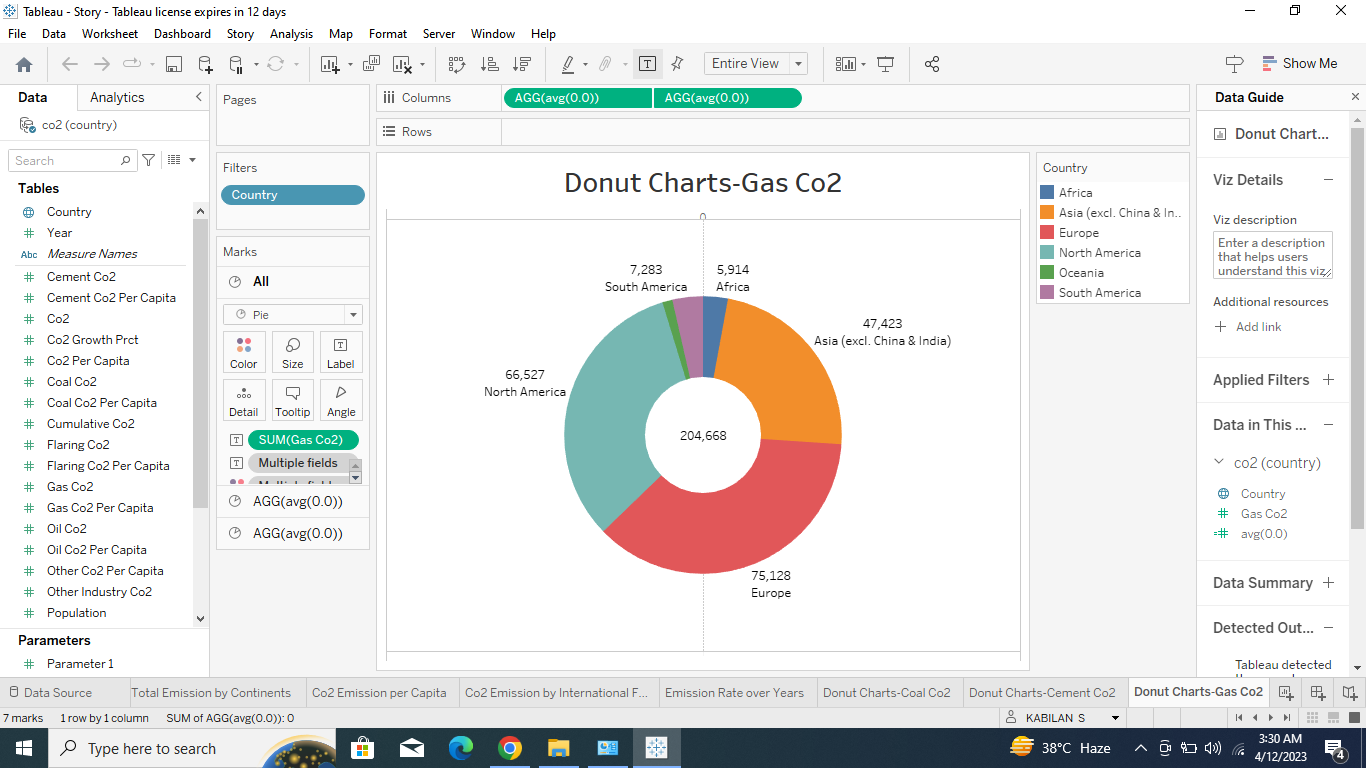 Tableau - Story - Tableau license expires in 12 days
File Data Worksheet Dashboard Story Analysis Map Format Server Window Help
Entire View
Show Me
Data Analytics
co2 (country)
Search
Tables
Country
Year
Abc Measure Names
Cement Co2
Cement Co2 Per Capita
Co2
Co2 Growth Prct
Co2 Per Capita
Coal Co2
Coal Co2 Per Capita
Cumulative Co2
Flaring Co2
Flaring Co2 Per Capita
Gas Co2
Gas Co2 Per Capita
Oil Co2
Oil Co2 Per Capita
Other Co2 Per Capita
Other Industry Co2
Population
Parameters
Parameter 1
Pages
Filters
Country
Marks
All
Pie
Color Size Label
Detail Tooltip Angle
SUM(Gas Co2)
Multiple fields
AGG(avg(0.0))
AGG(avg(0.0))
Columns AGG(avg(0.0)) AGG(avg(0.0))
Rows
Donut Charts-Gas Co2
0
7,283
South America
5,914
Africa
47,423
Asia (excl. China & India)
66,527
North America
204,668
75,128
Europe
Country
Africa
Asia (excl. China & In..
Europe
North America
Oceania
South America
Data Guide
Donut Chart...
Viz Details
Viz description
Enter a description
that helps users
understand this viz
Additional resources
Add link
Applied Filters
Data in This ...
co2 (country)
Country
Gas Co2
avg(0.0)
Data Summary
Detected Out...
Tableau detected
Data Source Total Emission by Continents Co2 Emission per Capita Co2 Emission by International F... Emission Rate over Years Donut Charts-Coal Co2 Donut Charts-Cement Co2 Donut Charts-Gas Co2
7 marks 1 row by 1 column SUM of AGG(avg(0.0)): 0
KABILAN S
Type here to search
38°C Haze
3:30 AM
4/12/2023
4